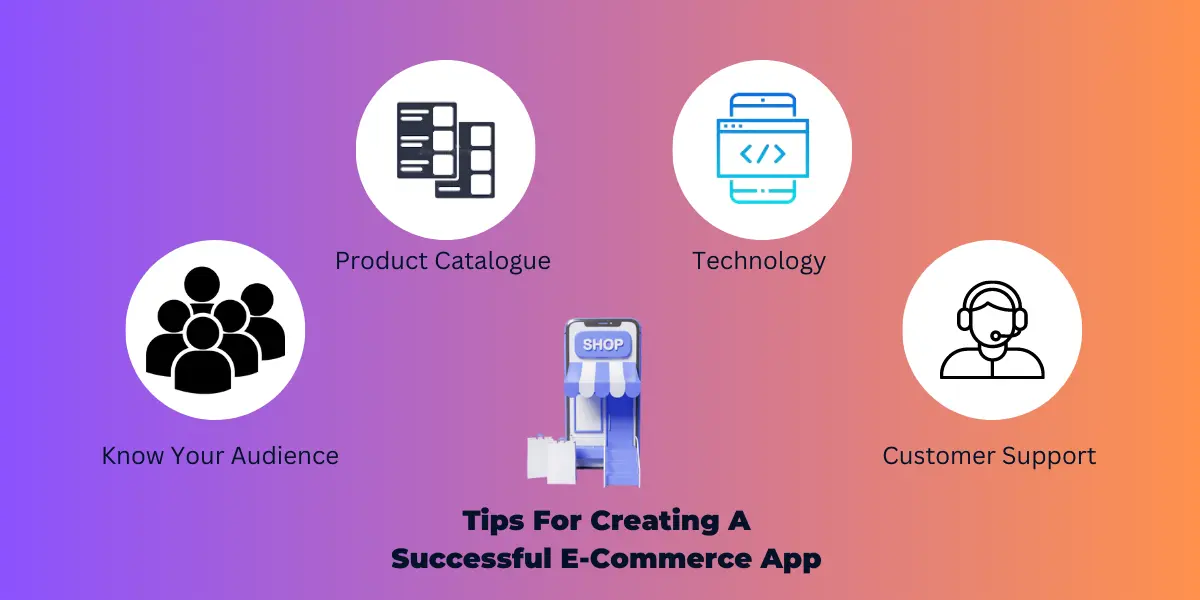 Product Catalogue
Technology
Know Your Audience
SHOP
Customer Support
Tips For Creating A
Successful E-Commerce App